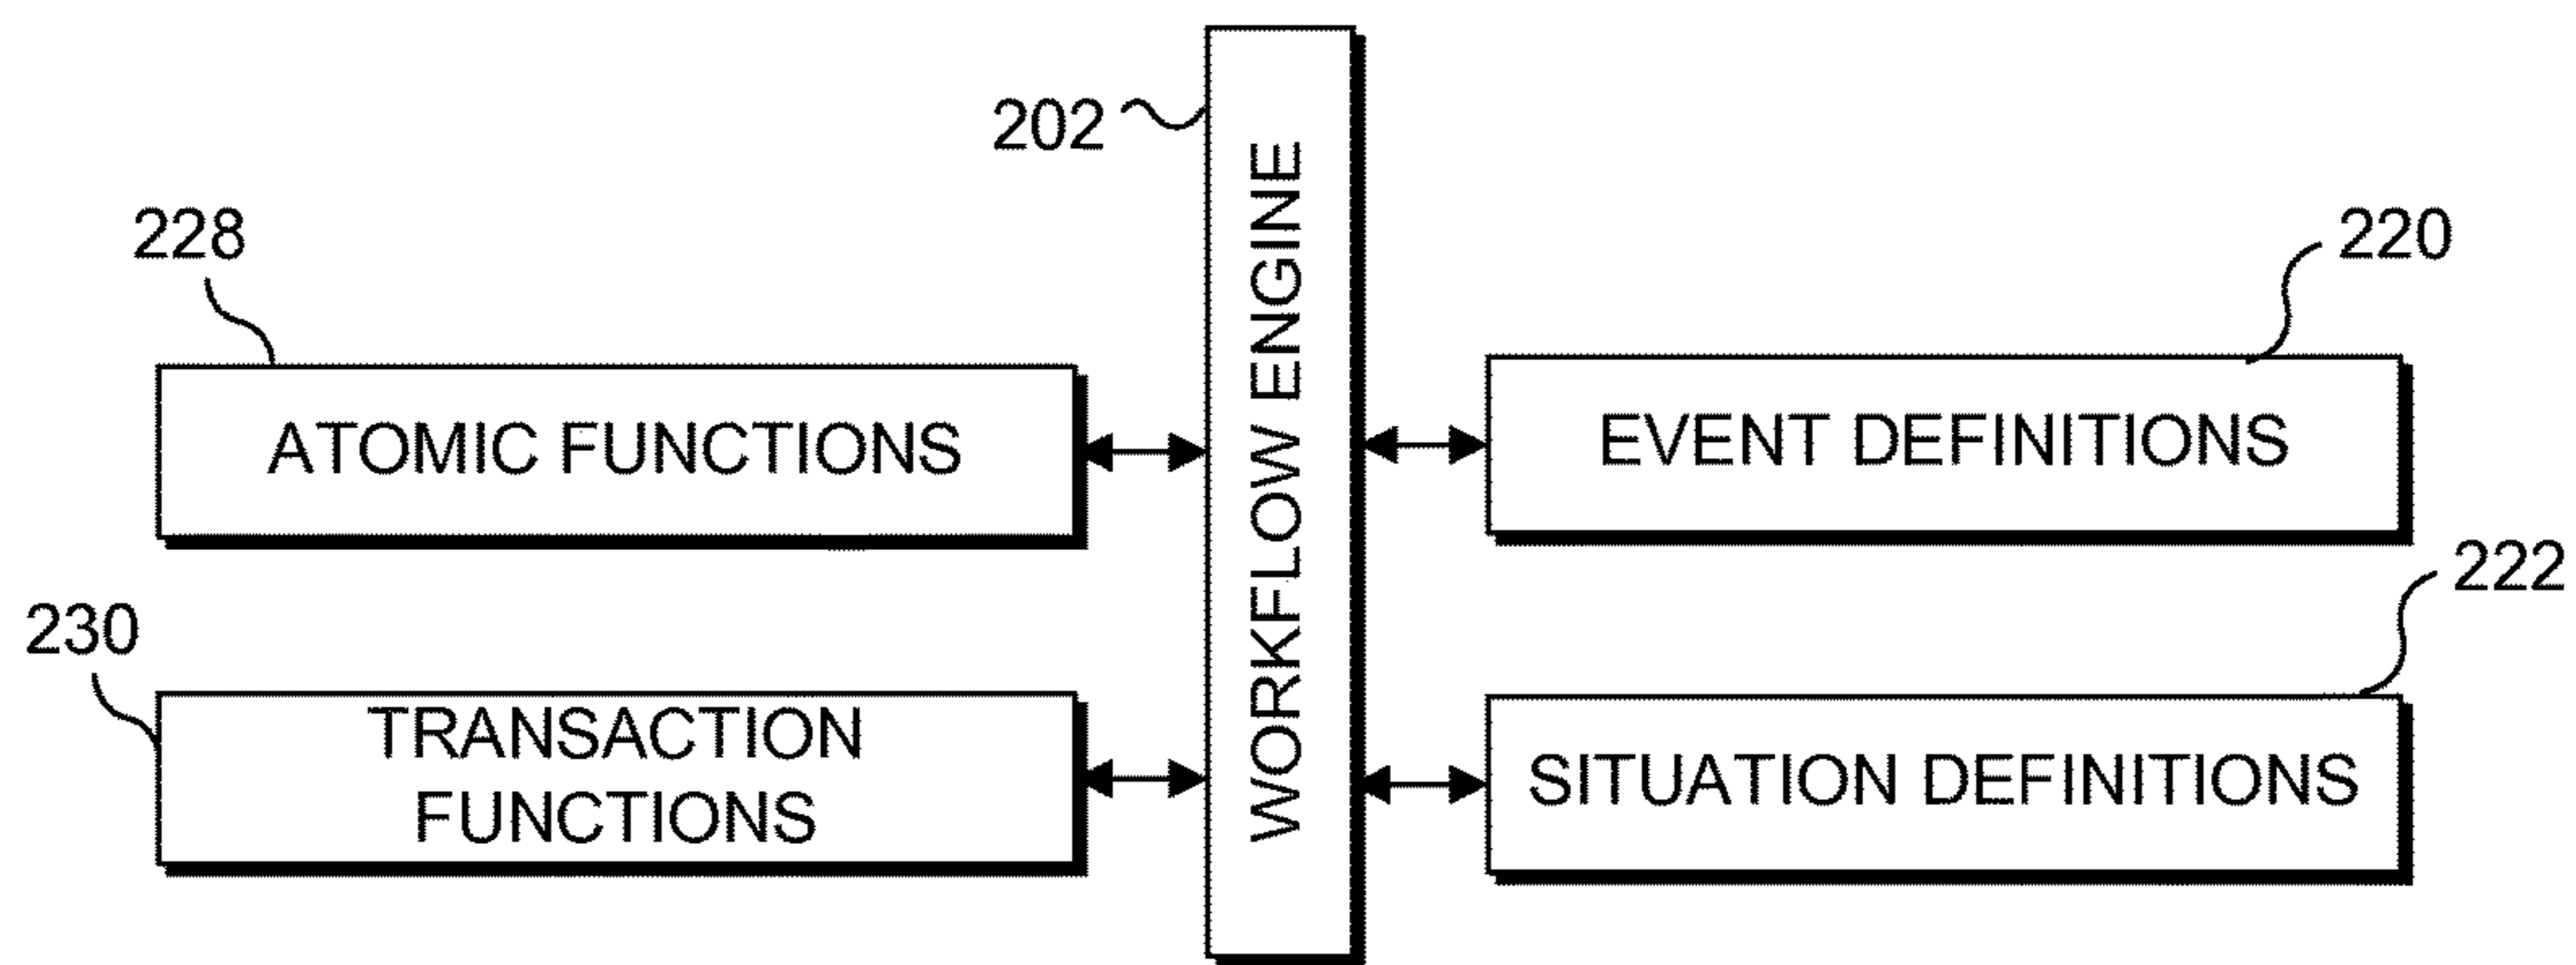 202
WORKFLOW ENGINE
228
ATOMIC FUNCTIONS
220
EVENT DEFINITIONS
230
TRANSACTION
FUNCTIONS
222
SITUATION DEFINITIONS